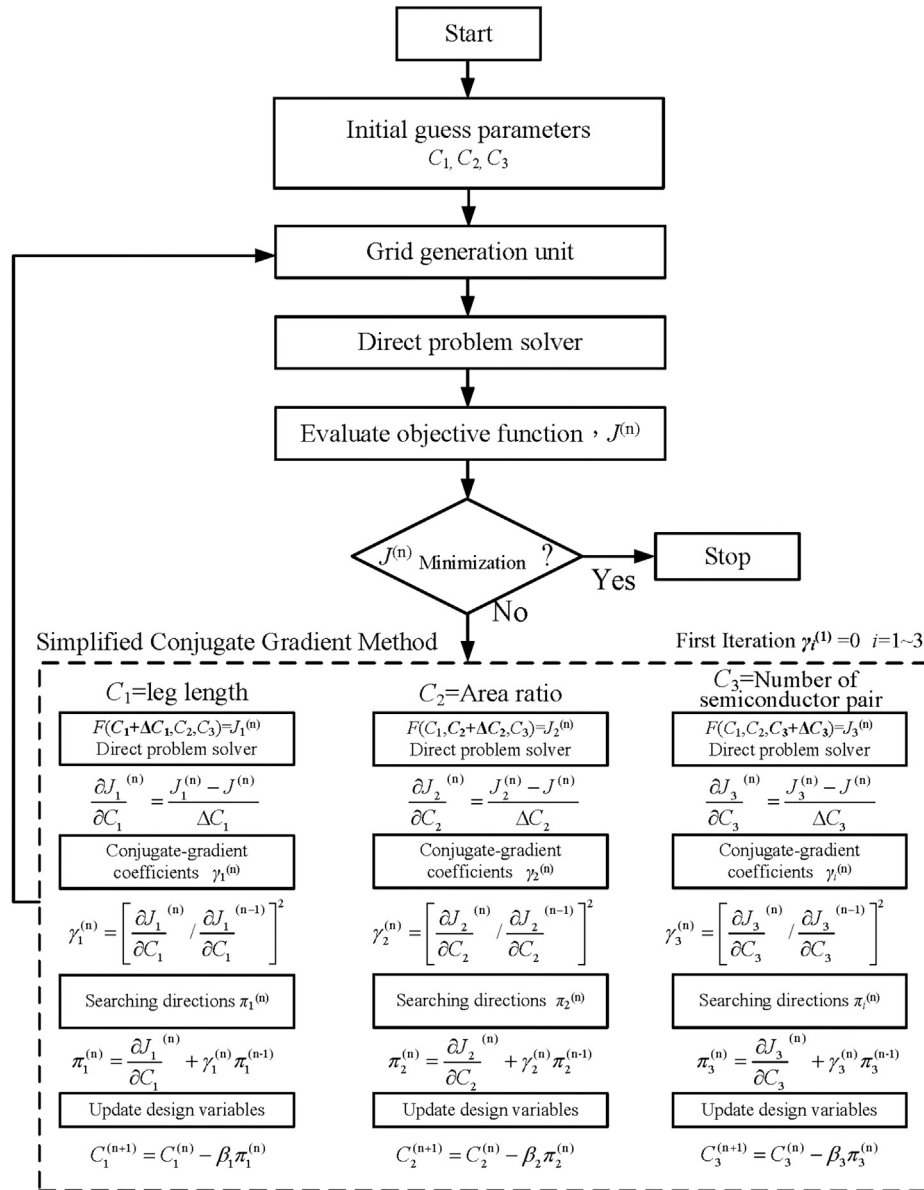 Start
Initial guess parameters
C₁, C₂, C₃
Grid generation unit
Direct problem solver
Evaluate objective function，J⁽ⁿ⁾
J⁽ⁿ⁾ Minimization ?
Yes
Stop
No
Simplified Conjugate Gradient Method
First Iteration γᵢ⁽¹⁾ =0 i=1~3
C₁=leg length
F(C₁+ΔC₁,C₂,C₃)=J₁⁽ⁿ⁾
Direct problem solver
∂J₁/∂C₁ ⁽ⁿ⁾ = (J₁⁽ⁿ⁾ − J⁽ⁿ⁾)/ΔC₁
Conjugate-gradient
coefficients γ₁⁽ⁿ⁾
γ₁⁽ⁿ⁾ = [∂J₁/∂C₁ ⁽ⁿ⁾ / ∂J₁/∂C₁ ⁽ⁿ⁻¹⁾]²
Searching directions π₁⁽ⁿ⁾
π₁⁽ⁿ⁾ = ∂J₁/∂C₁ ⁽ⁿ⁾ + γ₁⁽ⁿ⁾π₁⁽ⁿ⁻¹⁾
Update design variables
C₁⁽ⁿ⁺¹⁾ = C₁⁽ⁿ⁾ − β₁π₁⁽ⁿ⁾
C₂=Area ratio
F(C₁,C₂+ΔC₂,C₃)=J₂⁽ⁿ⁾
Direct problem solver
∂J₂/∂C₂ ⁽ⁿ⁾ = (J₂⁽ⁿ⁾ − J⁽ⁿ⁾)/ΔC₂
Conjugate-gradient
coefficients γ₂⁽ⁿ⁾
γ₂⁽ⁿ⁾ = [∂J₂/∂C₂ ⁽ⁿ⁾ / ∂J₂/∂C₂ ⁽ⁿ⁻¹⁾]²
Searching directions π₂⁽ⁿ⁾
π₂⁽ⁿ⁾ = ∂J₂/∂C₂ ⁽ⁿ⁾ + γ₂⁽ⁿ⁾π₂⁽ⁿ⁻¹⁾
Update design variables
C₂⁽ⁿ⁺¹⁾ = C₂⁽ⁿ⁾ − β₂π₂⁽ⁿ⁾
C₃=Number of
semiconductor pair
F(C₁,C₂,C₃+ΔC₃)=J₃⁽ⁿ⁾
Direct problem solver
∂J₃/∂C₃ ⁽ⁿ⁾ = (J₃⁽ⁿ⁾ − J⁽ⁿ⁾)/ΔC₃
Conjugate-gradient
coefficients γᵢ⁽ⁿ⁾
γ₃⁽ⁿ⁾ = [∂J₃/∂C₃ ⁽ⁿ⁾ / ∂J₃/∂C₃ ⁽ⁿ⁻¹⁾]²
Searching directions πᵢ⁽ⁿ⁾
π₃⁽ⁿ⁾ = ∂J₃/∂C₃ ⁽ⁿ⁾ + γ₃⁽ⁿ⁾π₃⁽ⁿ⁻¹⁾
Update design variables
C₃⁽ⁿ⁺¹⁾ = C₃⁽ⁿ⁾ − β₃π₃⁽ⁿ⁾